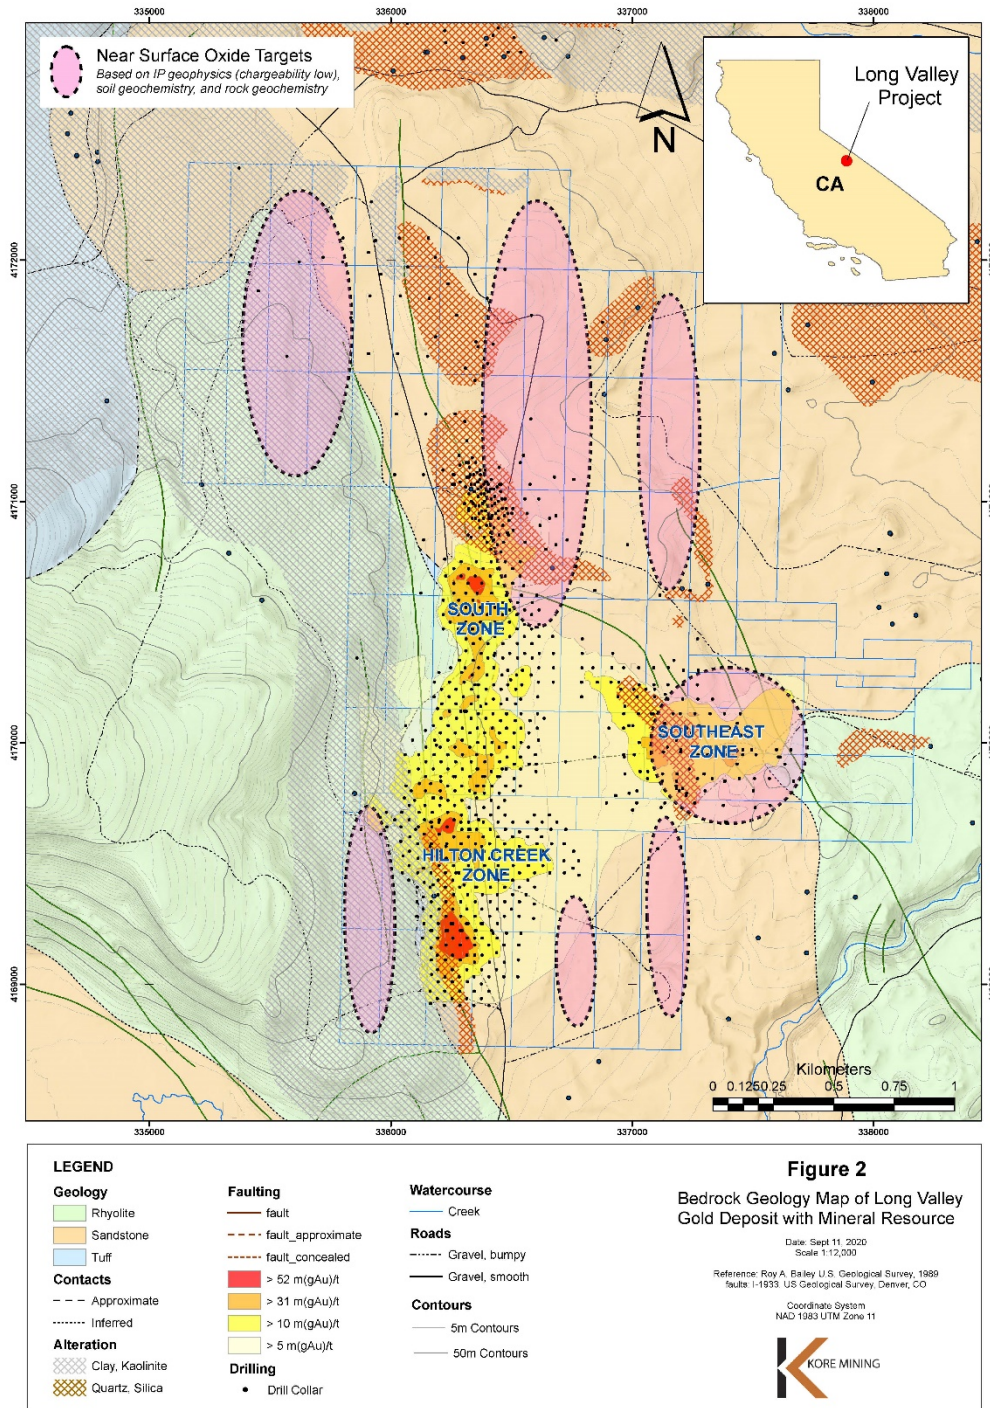 335000
336000
337000
338000
Near Surface Oxide Targets
Based on IP geophysics (chargeability low),
soil geochemistry, and rock geochemistry
N
Long Valley
Project
CA
4172000
4171000
4170000
4169000
SOUTH
ZONE
SOUTHEAST
ZONE
HILTON CREEK
ZONE
Kilometers
0 0.125 0.25 0.5 0.75 1
335000
336000
337000
338000
LEGEND
Geology
Rhyolite
Sandstone
Tuff
Contacts
Approximate
Inferred
Alteration
Clay, Kaolinite
Quartz, Silica
Faulting
fault
fault_approximate
fault_concealed
> 52 m(gAu)/t
> 31 m(gAu)/t
> 10 m(gAu)/t
> 5 m(gAu)/t
Drilling
Drill Collar
Watercourse
Creek
Roads
Gravel, bumpy
Gravel, smooth
Contours
5m Contours
50m Contours
Figure 2
Bedrock Geology Map of Long Valley
Gold Deposit with Mineral Resource
Date: Sept 11, 2020
Scale 1:12,000
Reference: Roy A. Bailey U.S. Geological Survey, 1989
faults: I-1933. US Geological Survey, Denver, CO
Coordinate System
NAD 1983 UTM Zone 11
KORE MINING